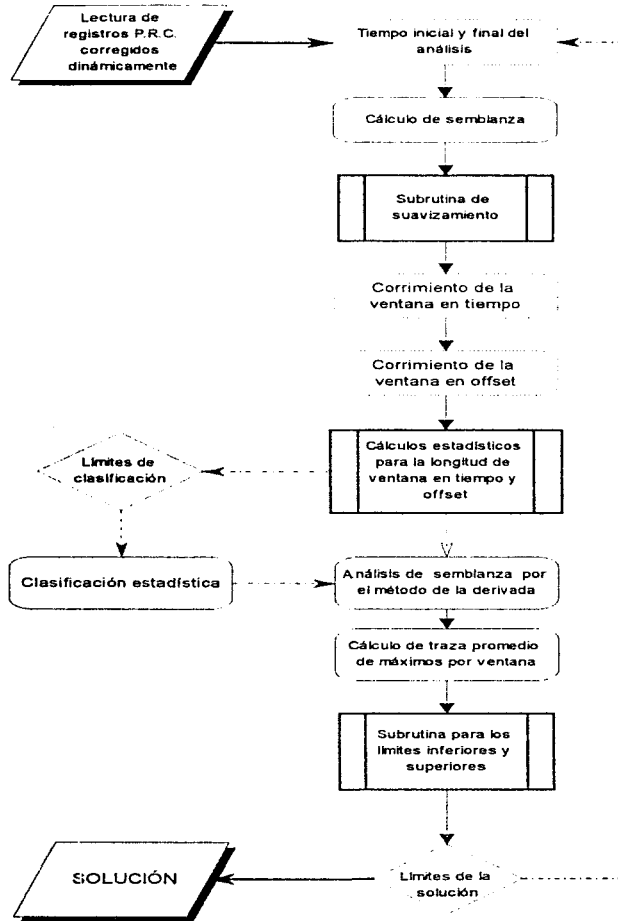 Lectura de
registros P.R.C.
corregidos
dinámicamente
Tiempo inicial y final del
análisis
Cálculo de semblanza
Subrutina de
suavizamiento
Corrimiento de la
ventana en tiempo
Corrimiento de la
ventana en offset
Cálculos estadísticos
para la longitud de
ventana en tiempo y
offset
Límites de
clasificación
Clasificación estadística
Análisis de semblanza por
el método de la derivada
Cálculo de traza promedio
de máximos por ventana
Subrutina para los
límites inferiores y
superiores
Límites de la
solución
SOLUCIÓN